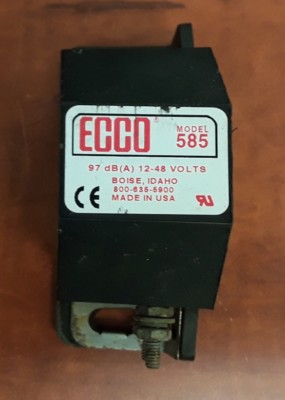 ECCO®
MODEL
585
97 dB(A) 12-48 VOLTS
BOISE, IDAHO
800-635-5900
MADE IN USA
CE